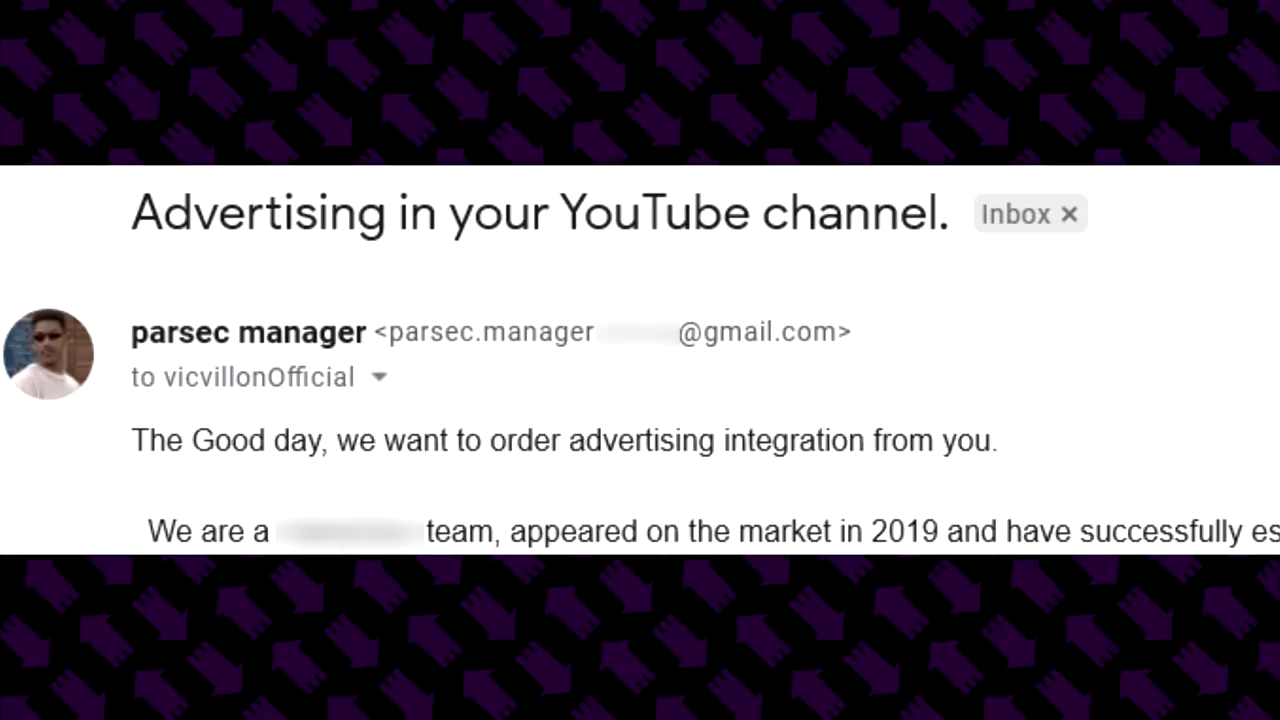 Advertising in your YouTube channel. Inbox ×
parsec manager <parsec.manager @gmail.com>
to vicvillonOfficial
The Good day, we want to order advertising integration from you.
We are a team, appeared on the market in 2019 and have successfully es